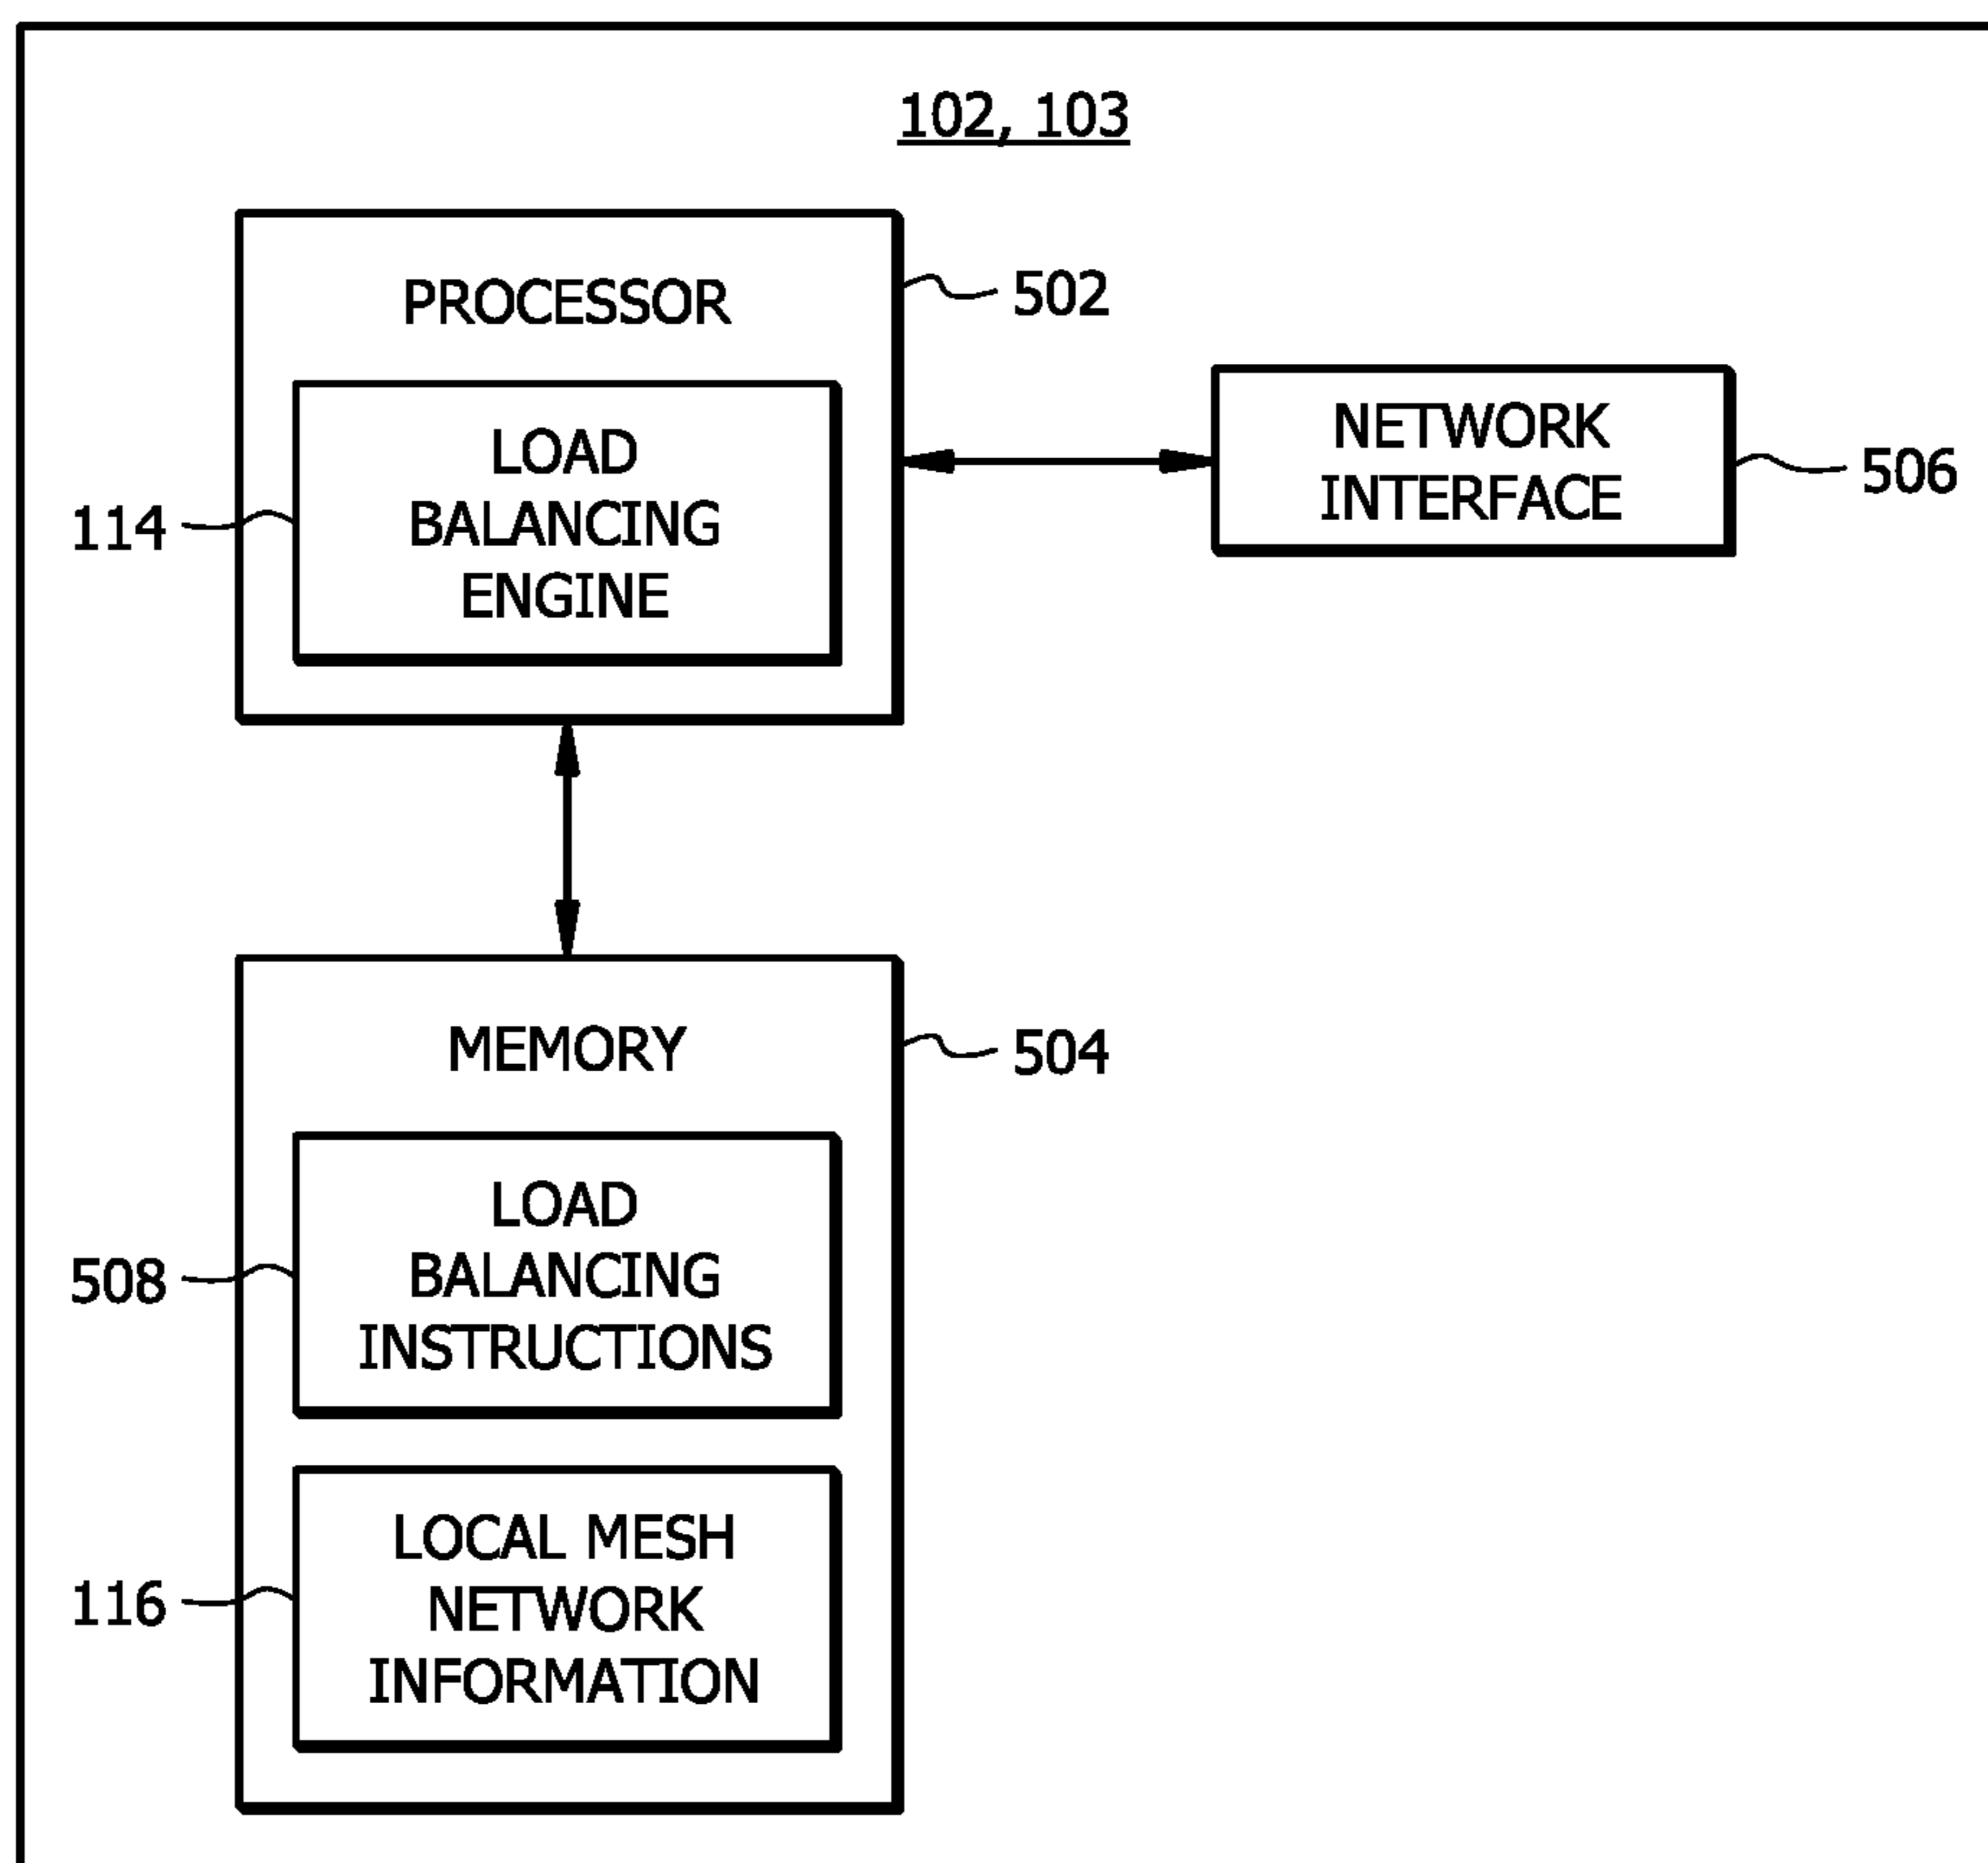 102, 103
PROCESSOR
502
LOAD
BALANCING
ENGINE
114
NETWORK
INTERFACE
506
MEMORY
504
LOAD
BALANCING
INSTRUCTIONS
508
LOCAL MESH
NETWORK
INFORMATION
116